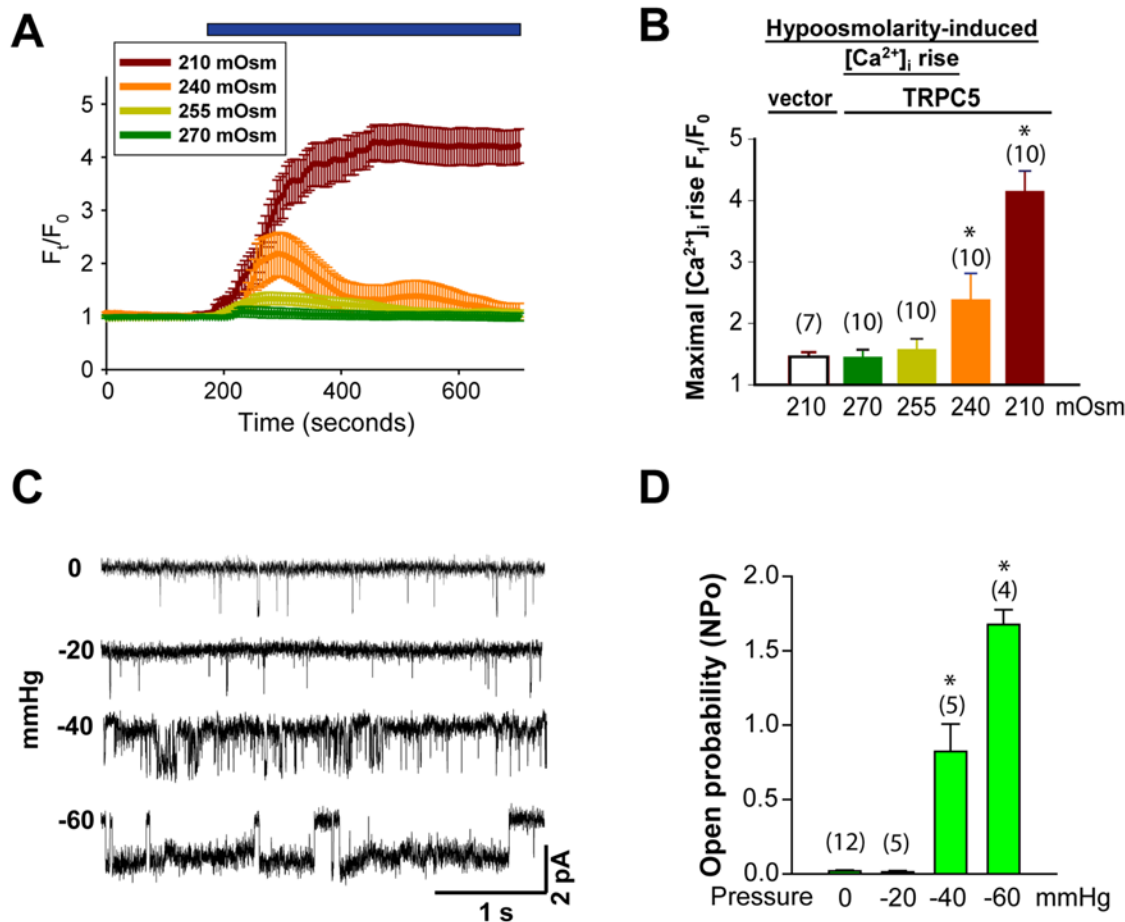 A
210 mOsm
240 mOsm
255 mOsm
270 mOsm
5
4
3
2
1
0
Fₜ/F₀
0 200 400 600
Time (seconds)
B
Hypoosmolarity-induced
[Ca²⁺]ᵢ rise
vector TRPC5
Maximal [Ca²⁺]ᵢ rise F₁/F₀
5
4
3
2
1
(7) (10) (10) * (10) * (10)
210 270 255 240 210 mOsm
C
mmHg
0
-20
-40
-60
2 pA
1 s
D
Open probability (NPo)
2.0
1.5
1.0
0.0
(12) (5) * (5) * (4)
Pressure 0 -20 -40 -60 mmHg